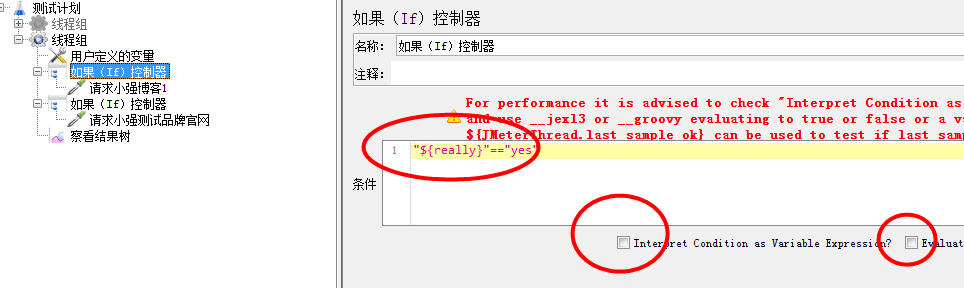 测试计划
线程组
线程组
用户定义的变量
如果（If）控制器
请求小强博客1
如果（If）控制器
请求小强测试品牌官网
察看结果树
如果（If）控制器
名称：
如果（If）控制器
注释：
For performance it is advised to check "Interpret Condition as
and use __jexl3 or __groovy evaluating to true or false or a
${JMeterThread.last_sample_ok} can be used to test if last
条件
1 "${really}"=="yes"
Interpret Condition as Variable Expression?